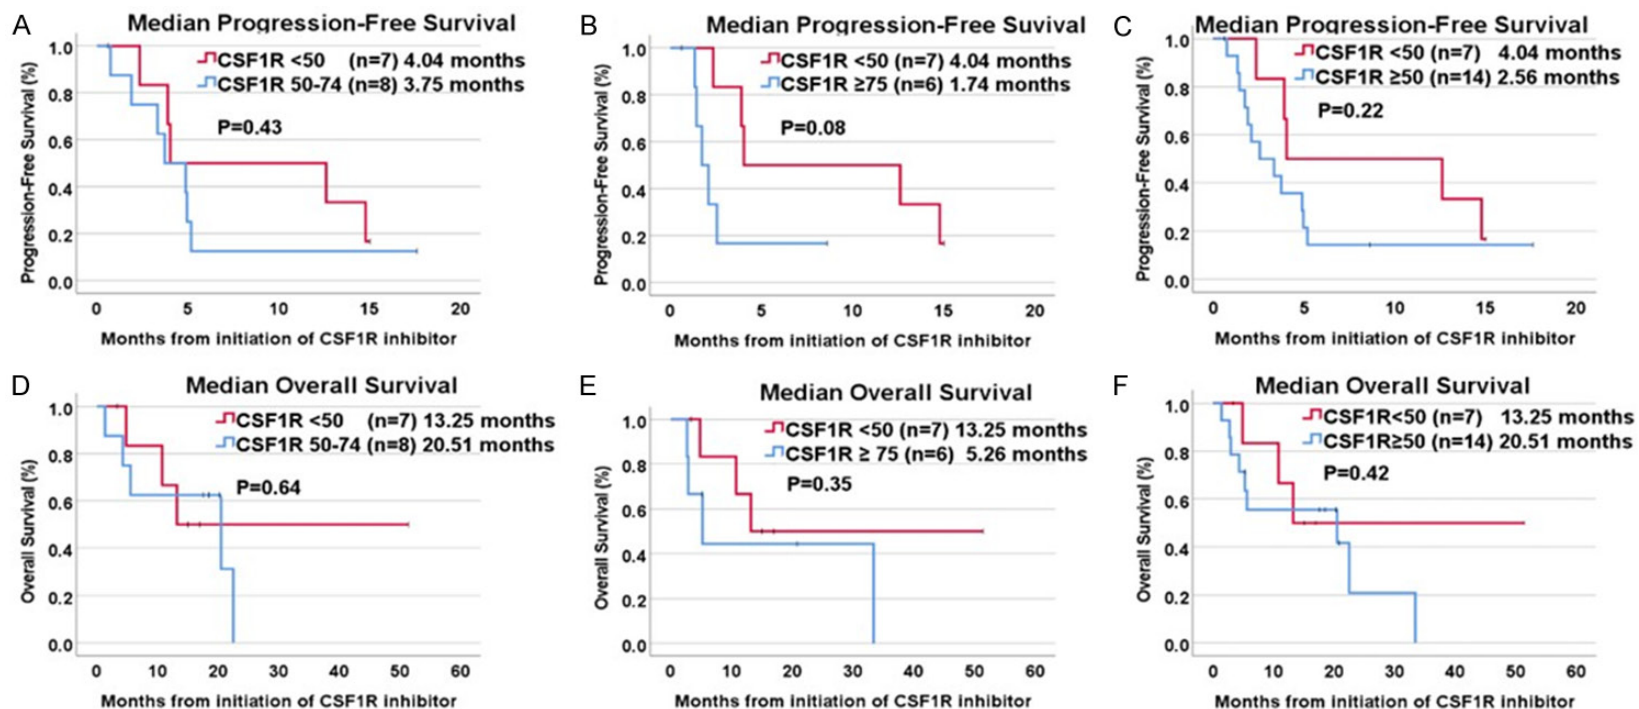 A
Median Progression-Free Survival
CSF1R <50 (n=7) 4.04 months
CSF1R 50-74 (n=8) 3.75 months
P=0.43
Progression-Free Survival (%)
1.0
0.8
0.6
0.4
0.2
0.0
0 5 10 15 20
Months from initiation of CSF1R inhibitor
B
Median Progression-Free Suvival
CSF1R <50 (n=7) 4.04 months
CSF1R ≥75 (n=6) 1.74 months
P=0.08
Progression-Free Survival (%)
1.0
0.8
0.6
0.4
0.2
0.0
0 5 10 15 20
Months from initiation of CSF1R inhibitor
C
Median Progression-Free Survival
CSF1R <50 (n=7) 4.04 months
CSF1R ≥50 (n=14) 2.56 months
P=0.22
Progression-Free Survival (%)
1.0
0.8
0.6
0.4
0.2
0.0
0 5 10 15 20
Months from initiation of CSF1R inhibitor
D
Median Overall Survival
CSF1R <50 (n=7) 13.25 months
CSF1R 50-74 (n=8) 20.51 months
P=0.64
Overall Survival (%)
1.0
0.8
0.6
0.4
0.2
0.0
0 10 20 30 40 50 60
Months from initiation of CSF1R inhibitor
E
Median Overall Survival
CSF1R <50 (n=7) 13.25 months
CSF1R ≥ 75 (n=6) 5.26 months
P=0.35
Overall Survival (%)
1.0
0.8
0.6
0.4
0.2
0.0
0 10 20 30 40 50 60
Months from initiation of CSF1R inhibitor
F
Median Overall Survival
CSF1R<50 (n=7) 13.25 months
CSF1R≥50 (n=14) 20.51 months
P=0.42
Overall Survival (%)
1.0
0.8
0.6
0.4
0.2
0.0
0 10 20 30 40 50 60
Months from initiation of CSF1R inhibitor